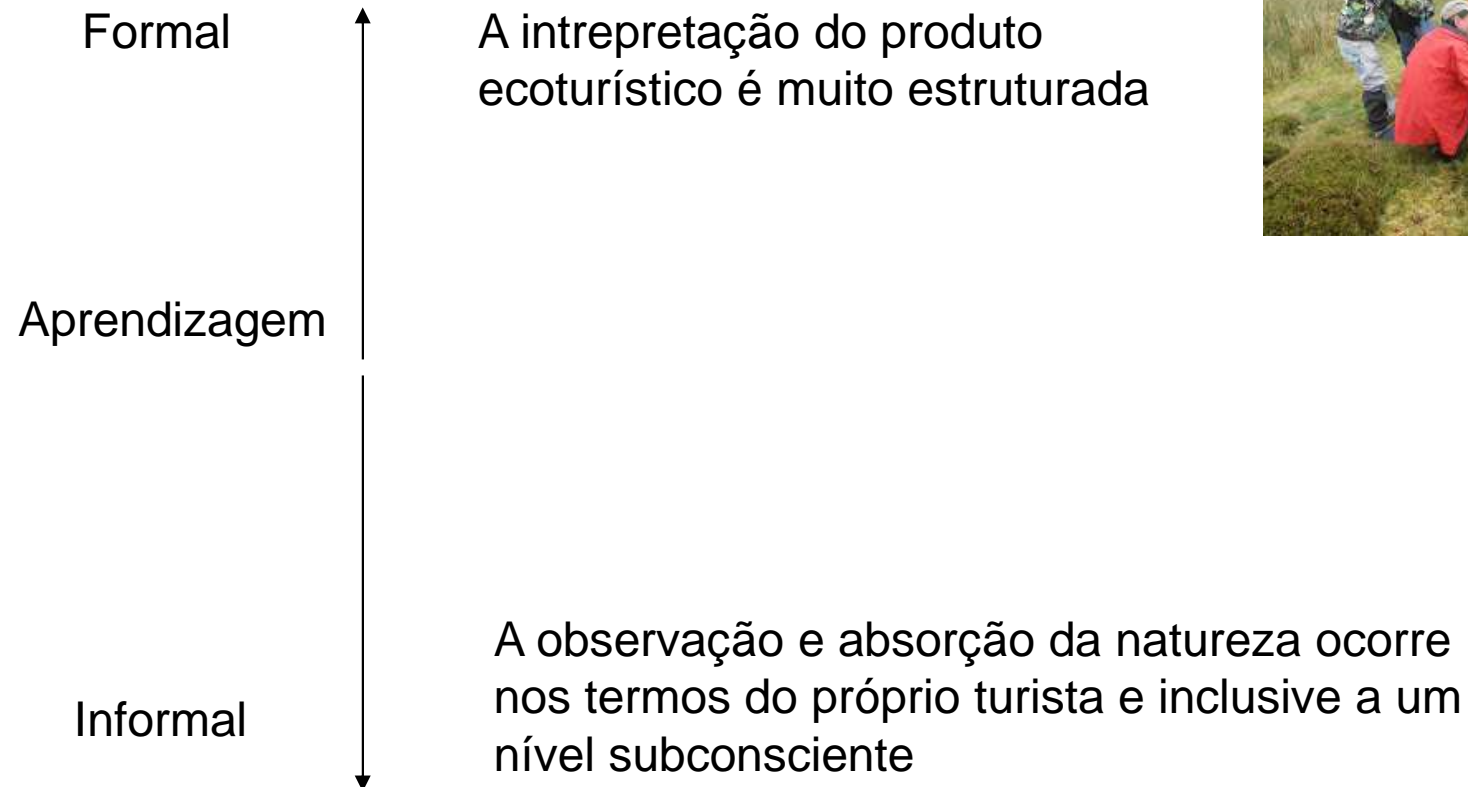 Formal
A intrepretação do produto
ecoturístico é muito estruturada
Aprendizagem
A observação e absorção da natureza ocorre
nos termos do próprio turista e inclusive a um
nível subconsciente
Informal